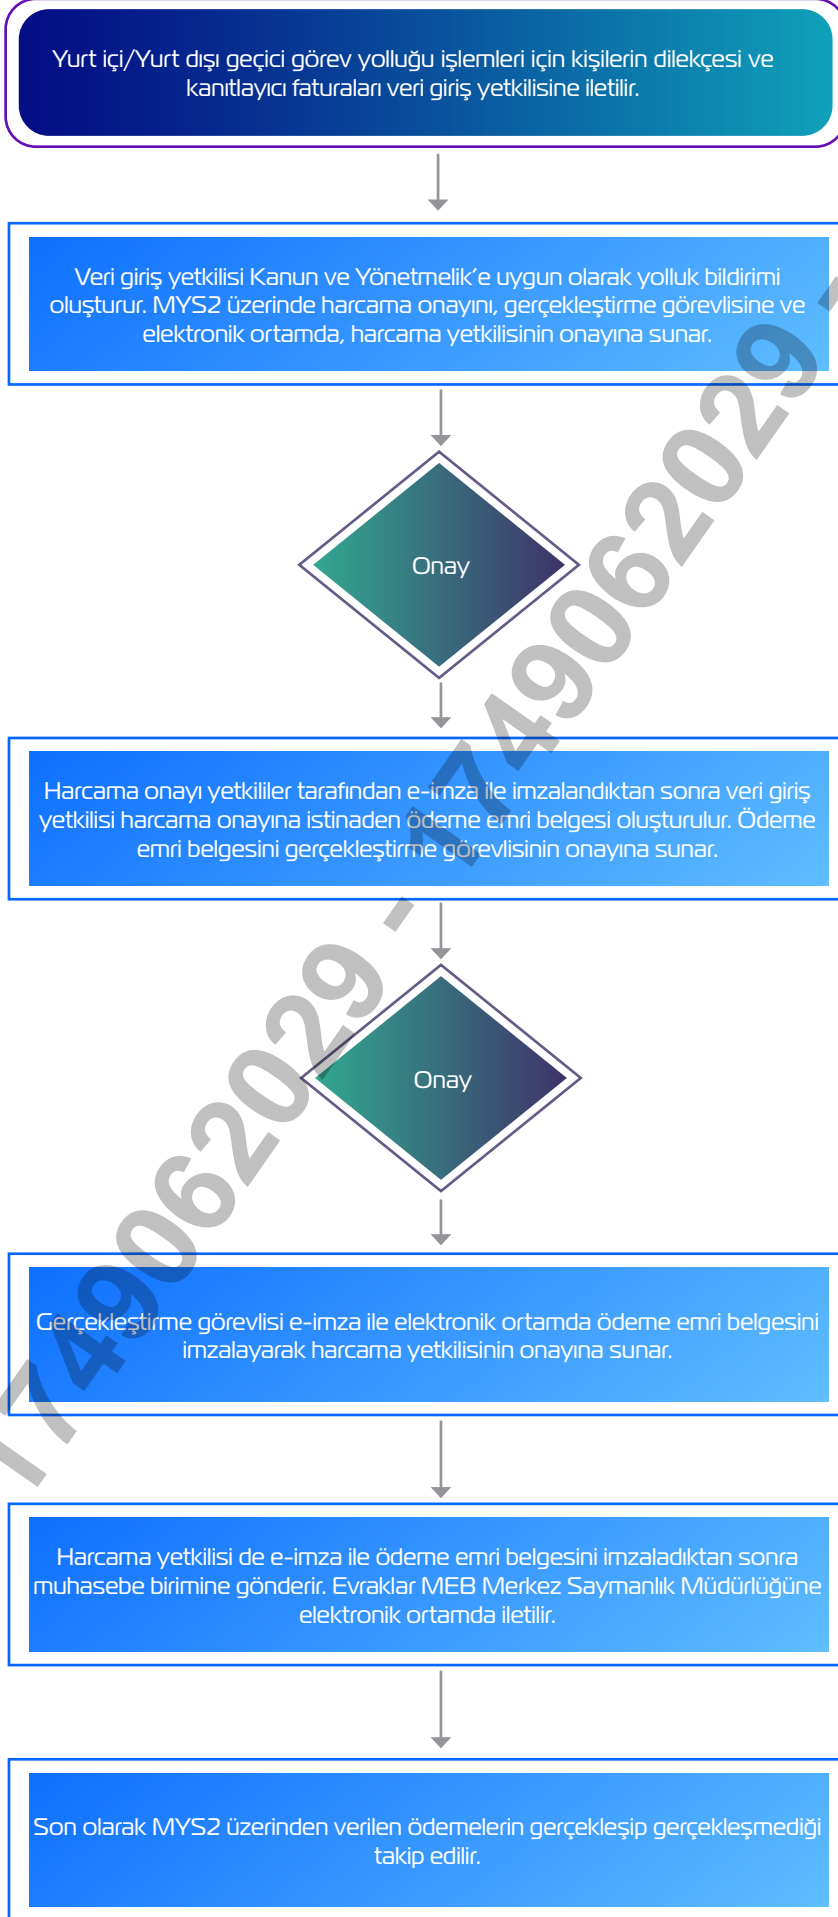 Yurt içi/Yurt dışı geçici görev yolluğu işlemleri için kişilerin dilekçesi ve
kanıtlayıcı faturaları veri giriş yetkilisine iletilir.
Veri giriş yetkilisi Kanun ve Yönetmelik’e uygun olarak yolluk bildirimi
oluşturur. MYS2 üzerinde harcama onayını, gerçekleştirme görevlisine ve
elektronik ortamda, harcama yetkilisinin onayına sunar.
Onay
Harcama onayı yetkililer tarafından e-imza ile imzalandıktan sonra veri giriş
yetkilisi harcama onayına istinaden ödeme emri belgesi oluşturulur. Ödeme
emri belgesini gerçekleştirme görevlisinin onayına sunar.
Onay
Gerçekleştirme görevlisi e-imza ile elektronik ortamda ödeme emri belgesini
imzalayarak harcama yetkilisinin onayına sunar.
Harcama yetkilisi de e-imza ile ödeme emri belgesini imzaladıktan sonra
muhasebe birimine gönderir. Evraklar MEB Merkez Saymanlık Müdürlüğüne
elektronik ortamda iletilir.
Son olarak MYS2 üzerinden verilen ödemelerin gerçekleşip gerçekleşmediği
takip edilir.
1749062029 - 1749062029 -